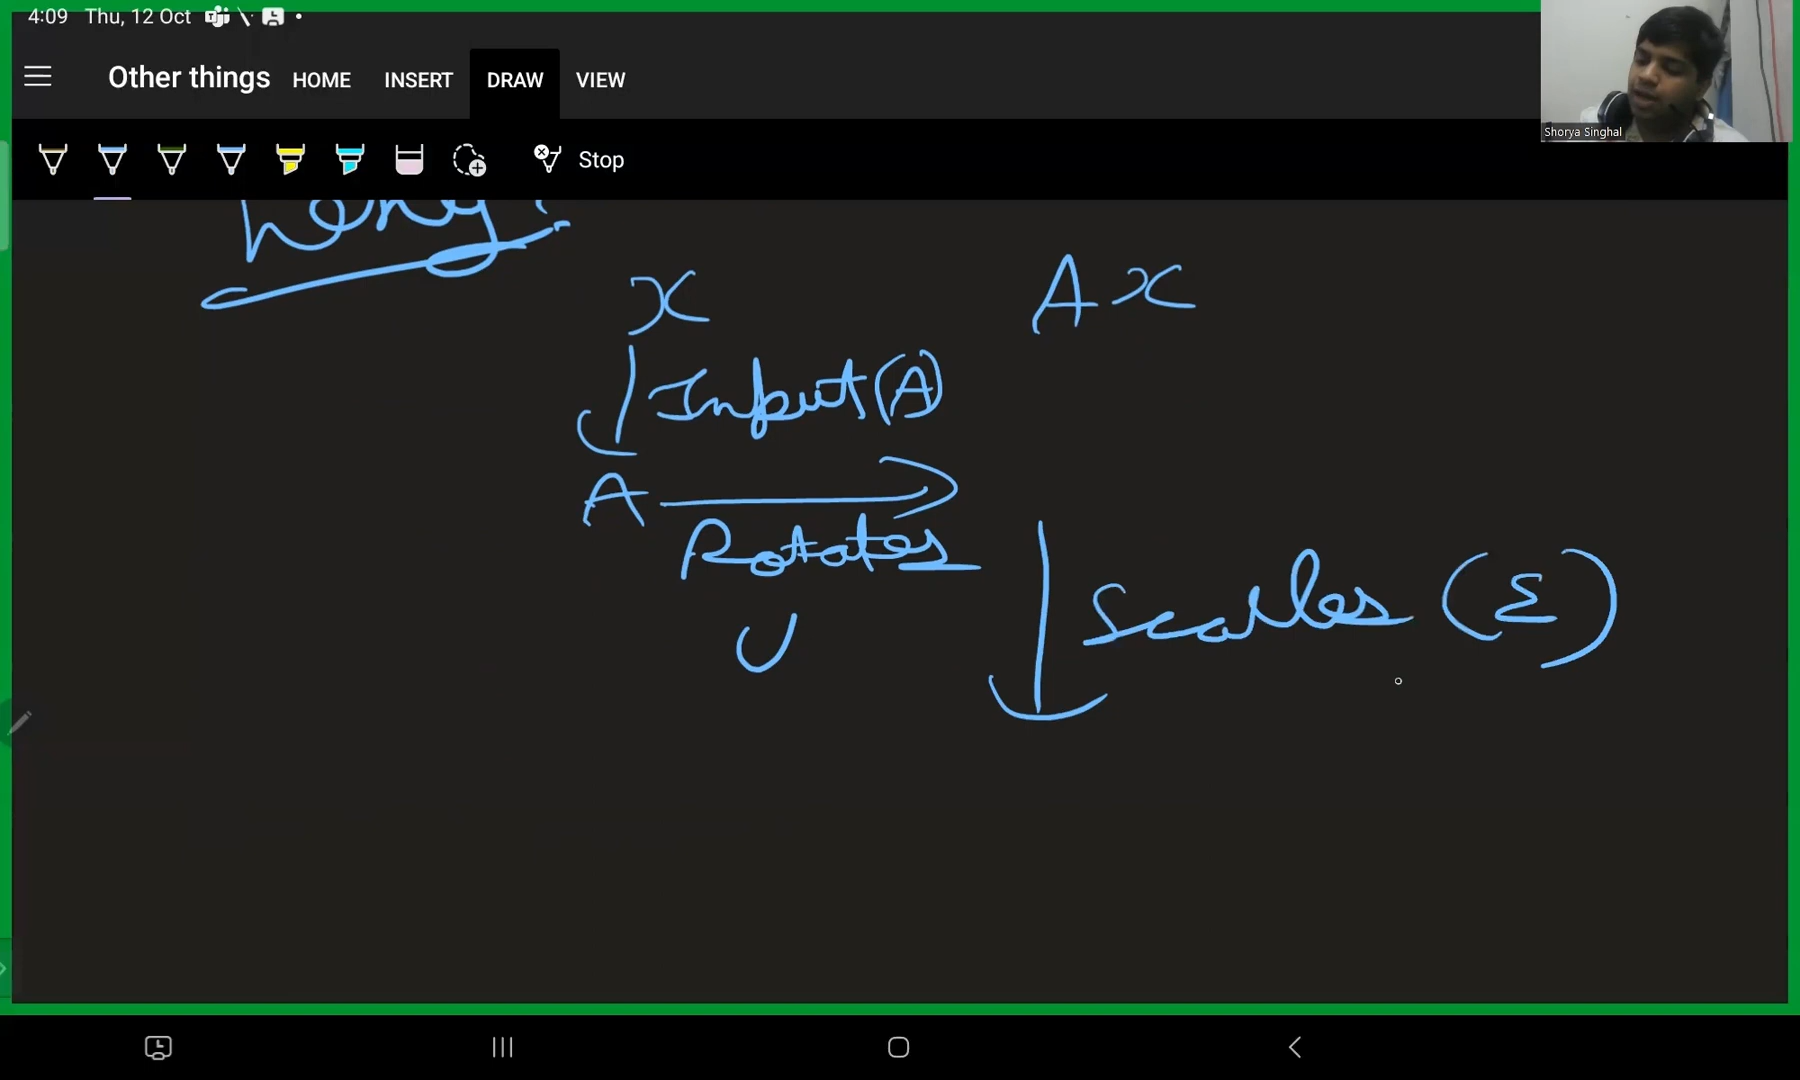 4:09 Thu, 12 Oct
Other things HOME INSERT DRAW VIEW
Shorya Singhal
Stop
x Ax
Input (A)
A
Rotates
Scales (Σ)
U